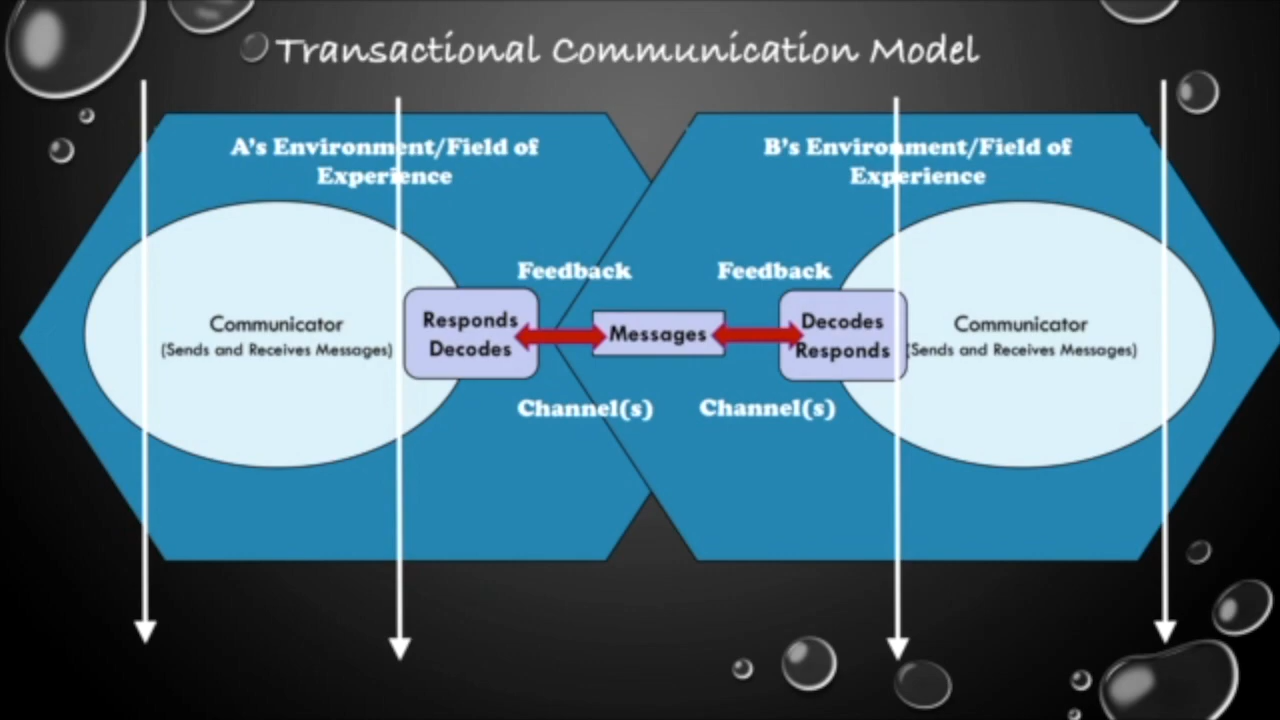 Transactional Communication Model
A's Environment/Field of
Experience
B's Environment/Field of
Experience
Feedback
Feedback
Communicator
(Sends and Receives Messages)
Responds
Decodes
Messages
Decodes
Responds
Communicator
(Sends and Receives Messages)
Channel(s)
Channel(s)